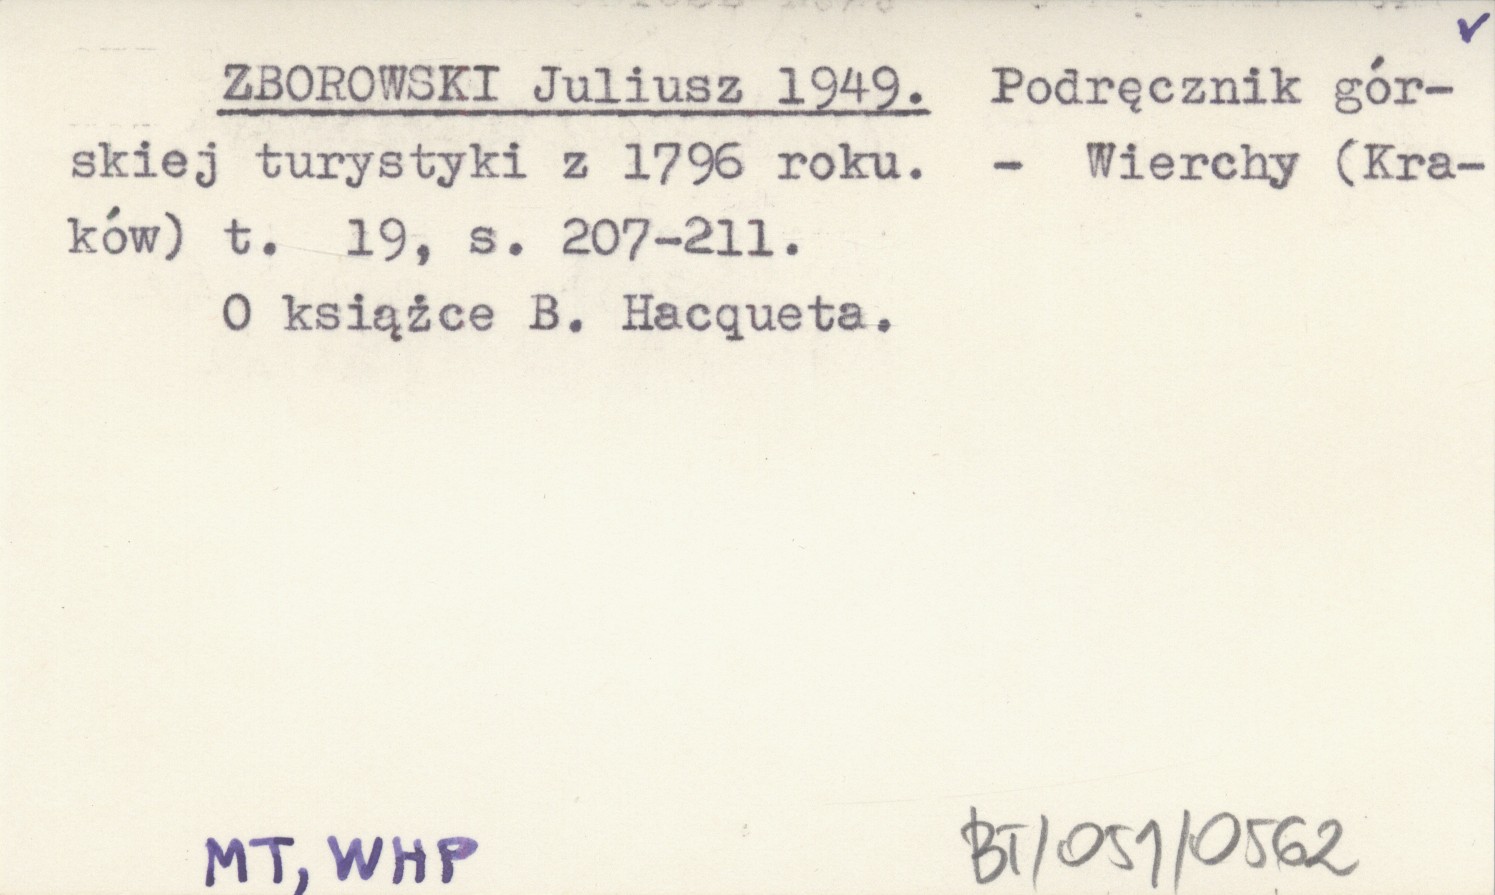 ZBOROWSKI Juliusz 1949. Podręcznik gór-
skiej turystyki z 1796 roku. - Wierchy (Kra-
ków) t. 19, s. 207-211.
O książce B. Hacqueta.
MT, WHP
BT/051/0562